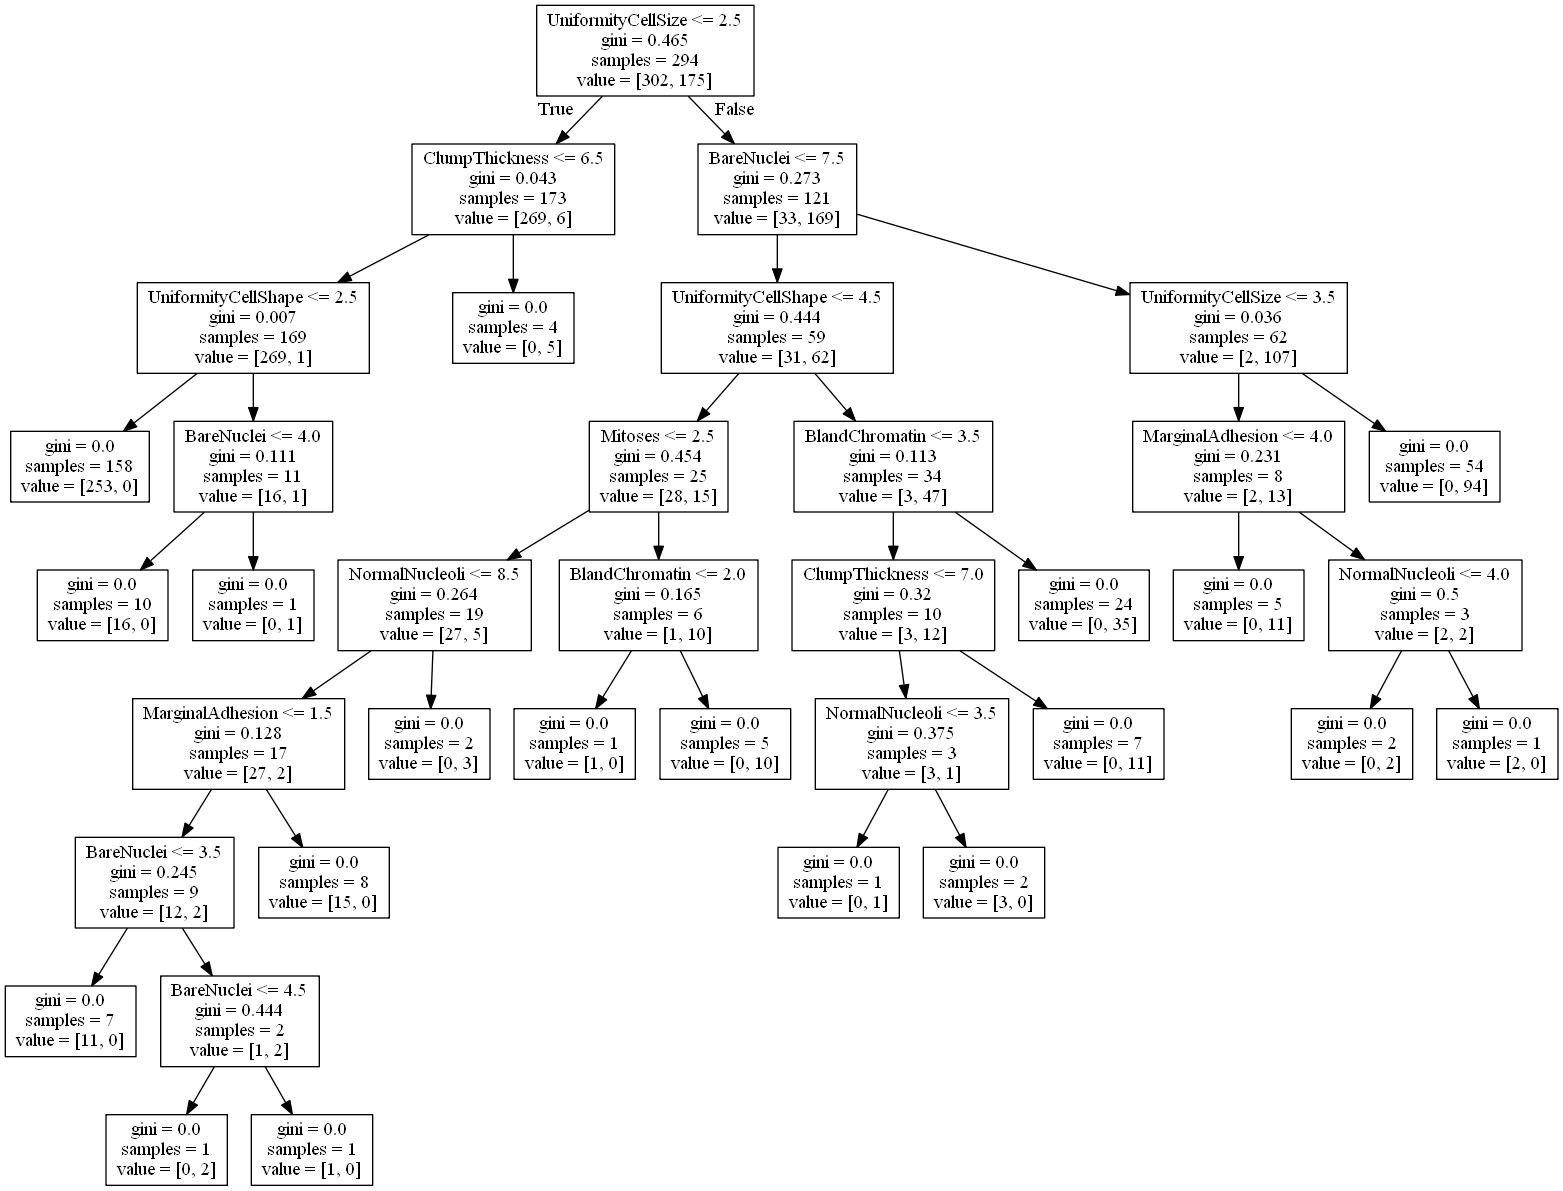 UniformityCellSize <= 2.5
gini = 0.465
samples = 294
value = [302, 175]
True
False
ClumpThickness <= 6.5
gini = 0.043
samples = 173
value = [269, 6]
BareNuclei <= 7.5
gini = 0.273
samples = 121
value = [33, 169]
UniformityCellShape <= 2.5
gini = 0.007
samples = 169
value = [269, 1]
gini = 0.0
samples = 4
value = [0, 5]
UniformityCellShape <= 4.5
gini = 0.444
samples = 59
value = [31, 62]
UniformityCellSize <= 3.5
gini = 0.036
samples = 62
value = [2, 107]
gini = 0.0
samples = 158
value = [253, 0]
BareNuclei <= 4.0
gini = 0.111
samples = 11
value = [16, 1]
Mitoses <= 2.5
gini = 0.454
samples = 25
value = [28, 15]
BlandChromatin <= 3.5
gini = 0.113
samples = 34
value = [3, 47]
MarginalAdhesion <= 4.0
gini = 0.231
samples = 8
value = [2, 13]
gini = 0.0
samples = 54
value = [0, 94]
gini = 0.0
samples = 10
value = [16, 0]
gini = 0.0
samples = 1
value = [0, 1]
NormalNucleoli <= 8.5
gini = 0.264
samples = 19
value = [27, 5]
BlandChromatin <= 2.0
gini = 0.165
samples = 6
value = [1, 10]
ClumpThickness <= 7.0
gini = 0.32
samples = 10
value = [3, 12]
gini = 0.0
samples = 24
value = [0, 35]
gini = 0.0
samples = 5
value = [0, 11]
NormalNucleoli <= 4.0
gini = 0.5
samples = 3
value = [2, 2]
MarginalAdhesion <= 1.5
gini = 0.128
samples = 17
value = [27, 2]
gini = 0.0
samples = 2
value = [0, 3]
gini = 0.0
samples = 1
value = [1, 0]
gini = 0.0
samples = 5
value = [0, 10]
NormalNucleoli <= 3.5
gini = 0.375
samples = 3
value = [3, 1]
gini = 0.0
samples = 7
value = [0, 11]
gini = 0.0
samples = 2
value = [0, 2]
gini = 0.0
samples = 1
value = [2, 0]
BareNuclei <= 3.5
gini = 0.245
samples = 9
value = [12, 2]
gini = 0.0
samples = 8
value = [15, 0]
gini = 0.0
samples = 1
value = [0, 1]
gini = 0.0
samples = 2
value = [3, 0]
gini = 0.0
samples = 7
value = [11, 0]
BareNuclei <= 4.5
gini = 0.444
samples = 2
value = [1, 2]
gini = 0.0
samples = 1
value = [0, 2]
gini = 0.0
samples = 1
value = [1, 0]